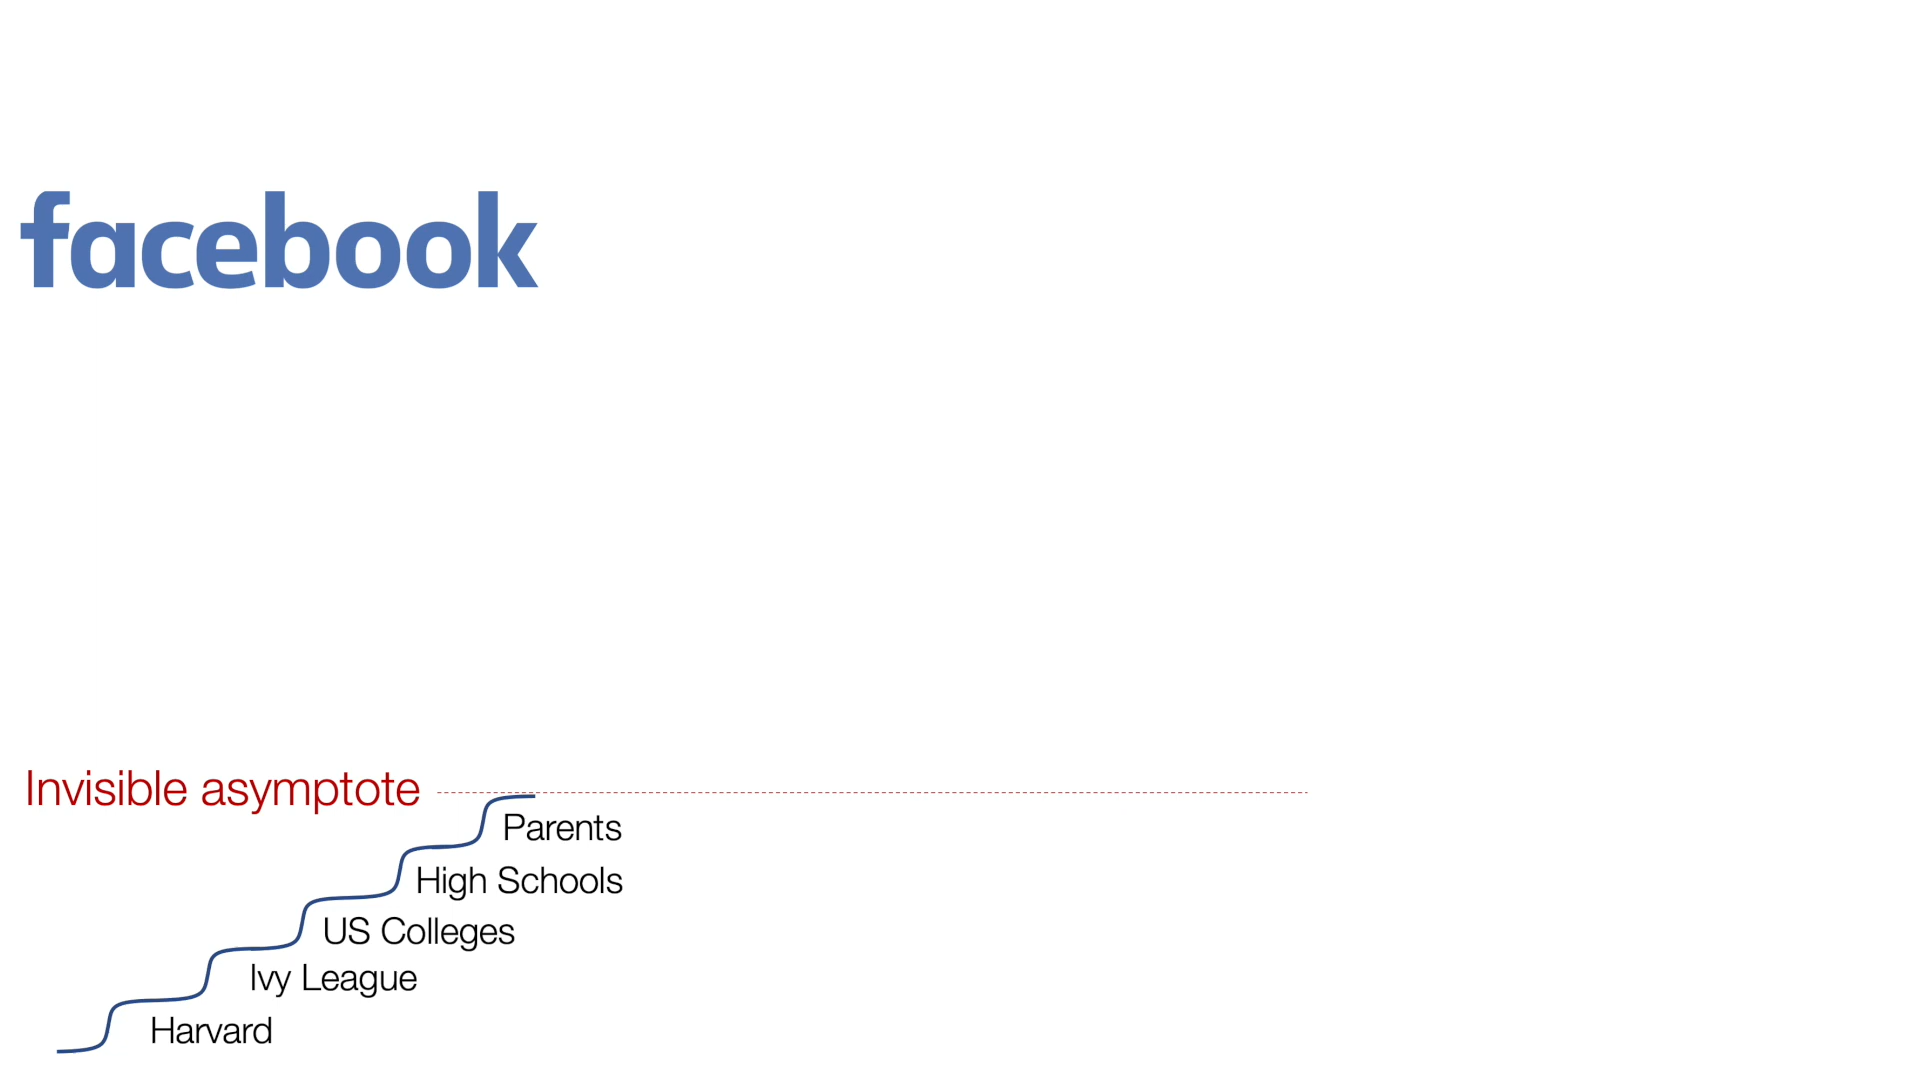 facebook
Invisible asymptote
Parents
High Schools
US Colleges
Ivy League
Harvard